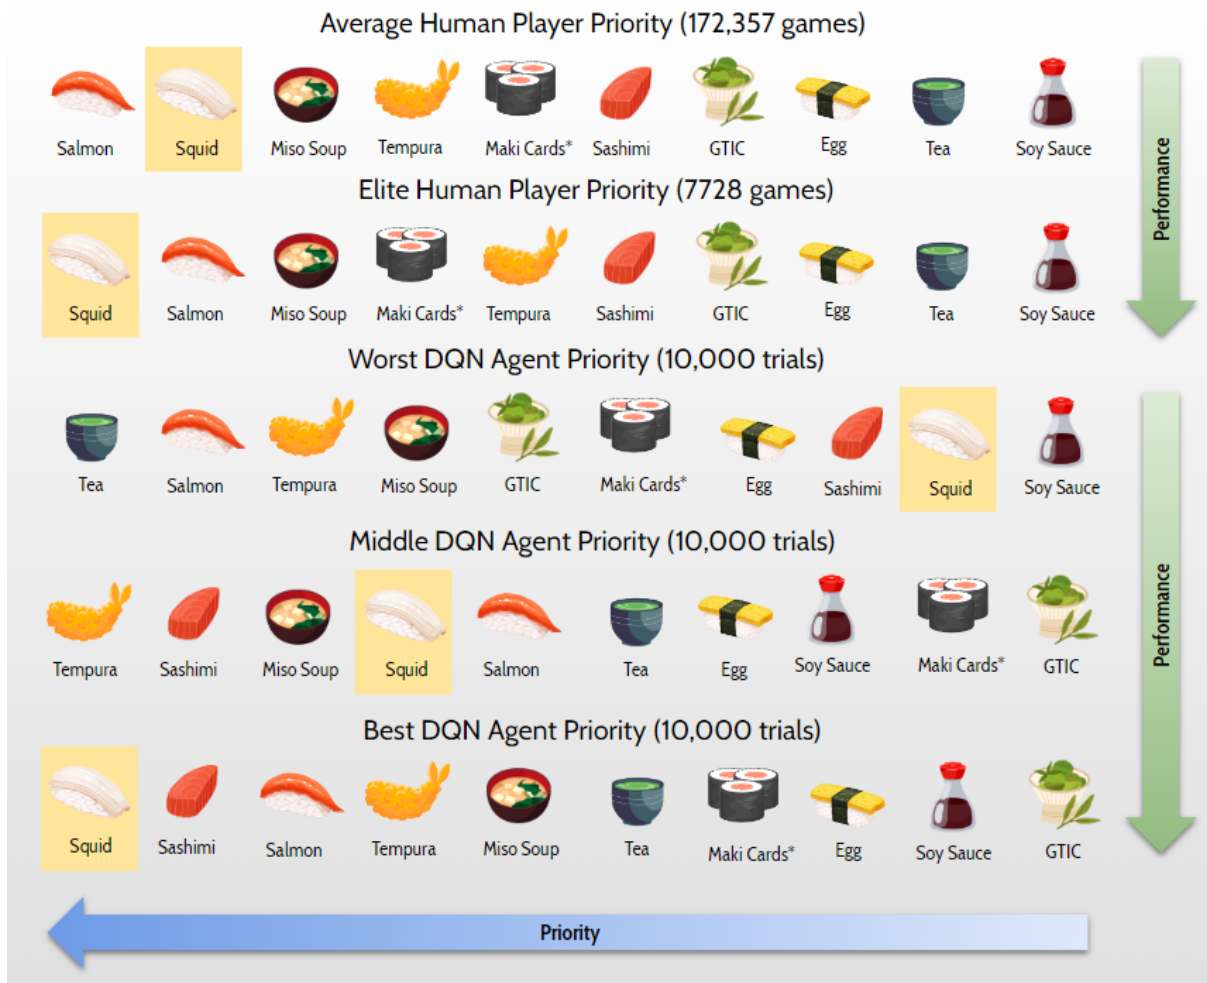 Average Human Player Priority (172,357 games)
Salmon Squid Miso Soup Tempura Maki Cards* Sashimi GTIC Egg Tea Soy Sauce
Elite Human Player Priority (7728 games)
Squid Salmon Miso Soup Maki Cards* Tempura Sashimi GTIC Egg Tea Soy Sauce
Performance
Worst DQN Agent Priority (10,000 trials)
Tea Salmon Tempura Miso Soup GTIC Maki Cards* Egg Sashimi Squid Soy Sauce
Middle DQN Agent Priority (10,000 trials)
Tempura Sashimi Miso Soup Squid Salmon Tea Egg Soy Sauce Maki Cards* GTIC
Best DQN Agent Priority (10,000 trials)
Squid Sashimi Salmon Tempura Miso Soup Tea Maki Cards* Egg Soy Sauce GTIC
Performance
Priority